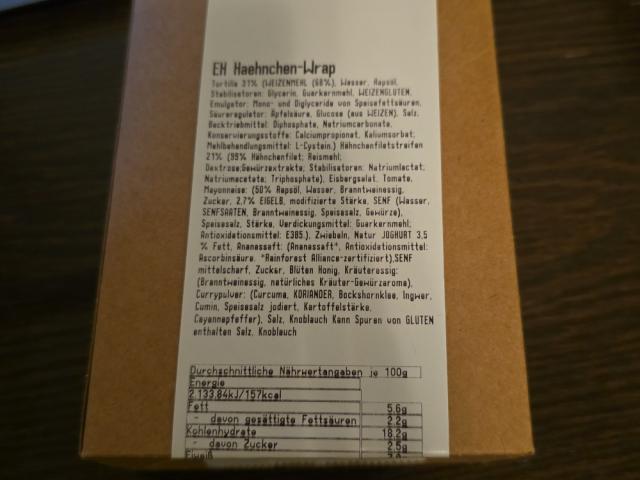 EH Haehnchen-Wrap
Tortilla 31% (WEIZENMEHL (68%), Wasser, Rapsöl,
Stabilisatoren: Glycerin, Guarkernmehl, WEIZENGLUTEN,
Emulgator: Mono- und Diglyceride von Speisefettsäuren,
Säureregulator: Äpfelsäure, Glucose (aus WEIZEN), Salz,
Backtriebmittel: Diphosphate, Natriumcarbonate,
Konservierungsstoffe: Calciumpropionat, Kaliumsorbat;
Mehlbehandlungsmittel: L-Cystein.) Hähnchenfiletstreifen
21% (99% Hähnchenfilet; Reismehl;
Dextrose;Gewürzextrakte; Stabilisatoren: Natriumlactat;
Natriumacetate; Triphosphate), Eisbergsalat, Tomate,
Mayonnaise: (50% Rapsöl, Wasser, Branntweinessig,
Zucker, 2,7% EIGELB, modifizierte Stärke, SENF (Wasser,
SENFSAATEN, Branntweinessig, Speisesalz, Gewürze),
Speisesalz, Stärke, Verdickungsmittel: Guarkernmehl;
Antioxidationsmittel: E385.), Zwiebeln, Natur JOGHURT 3,5
% Fett, Ananassaft: (Ananassaft*, Antioxidationsmittel:
Ascorbinsäure. *Rainforest Alliance-zertifiziert),SENF
mittelscharf, Zucker, Blüten Honig, Kräuteressig:
(Branntweinessig, natürliches Kräuter-Gewürzaroma),
Currypulver: (Curcuma, KORIANDER, Bockshornklee, Ingwer,
Cumin, Speisesalz jodiert, Kartoffelstärke,
Cayennepfeffer), Salz, Knoblauch Kann Spuren von GLUTEN
enthalten Salz, Knoblauch
Durchschnittliche Nährwertangaben je 100g
Energie
2.133,84kJ/157kcal
Fett 5,6g
- davon gesättigte Fettsäuren 2,2g
Kohlenhydrate 18,2g
- davon Zucker 2,5g
Eiweiß